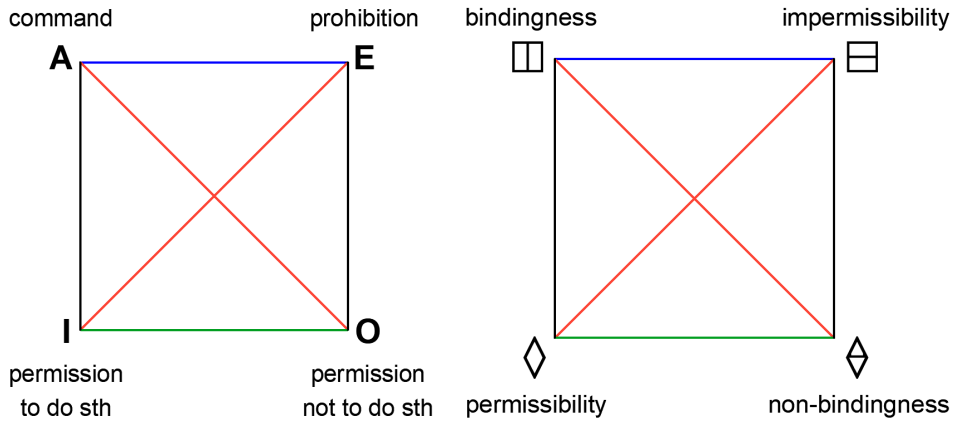 command
prohibition
A
E
I
O
permission
to do sth
permission
not to do sth
bindingness
impermissibility
permissibility
non-bindingness